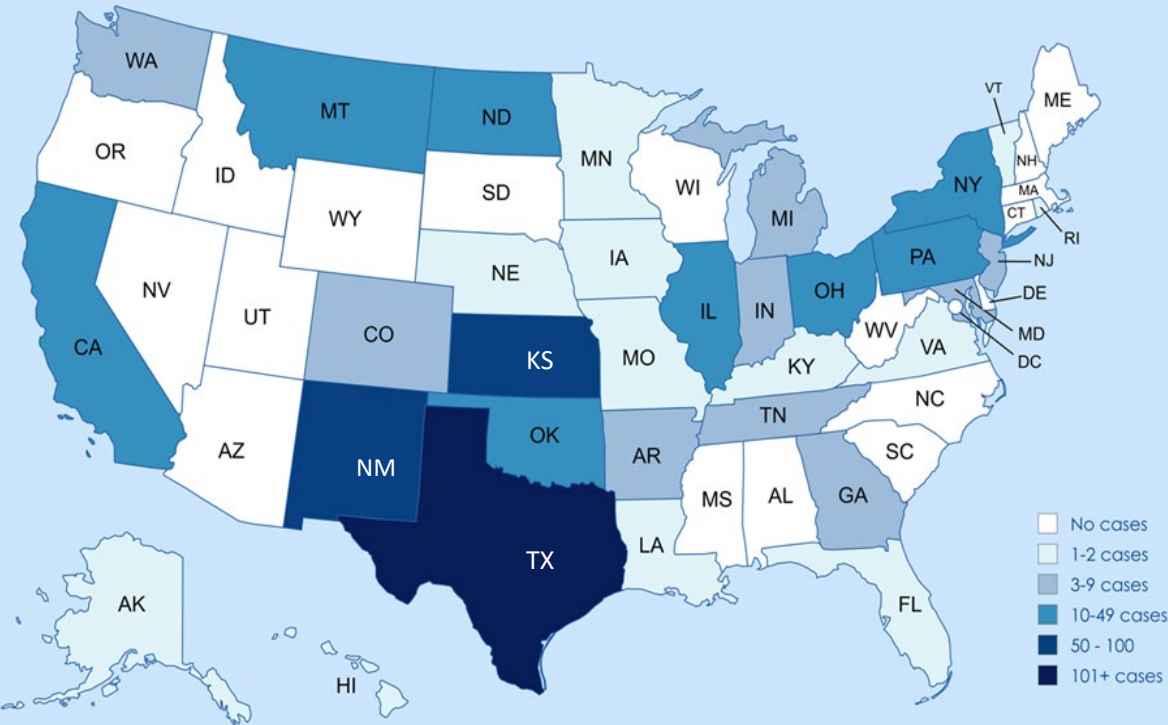 WA
MT
ND
MN
VT
ME
OR
ID
SD
WI
NH
NY
MA
WY
MI
CT
RI
NE
IA
PA
NJ
NV
UT
CO
IL
IN
OH
DE
CA
WV
MD
KS
MO
VA
DC
KY
NC
TN
AZ
NM
OK
AR
SC
MS
AL
GA
TX
LA
AK
FL
HI
No cases
1-2 cases
3-9 cases
10-49 cases
50 - 100
101+ cases